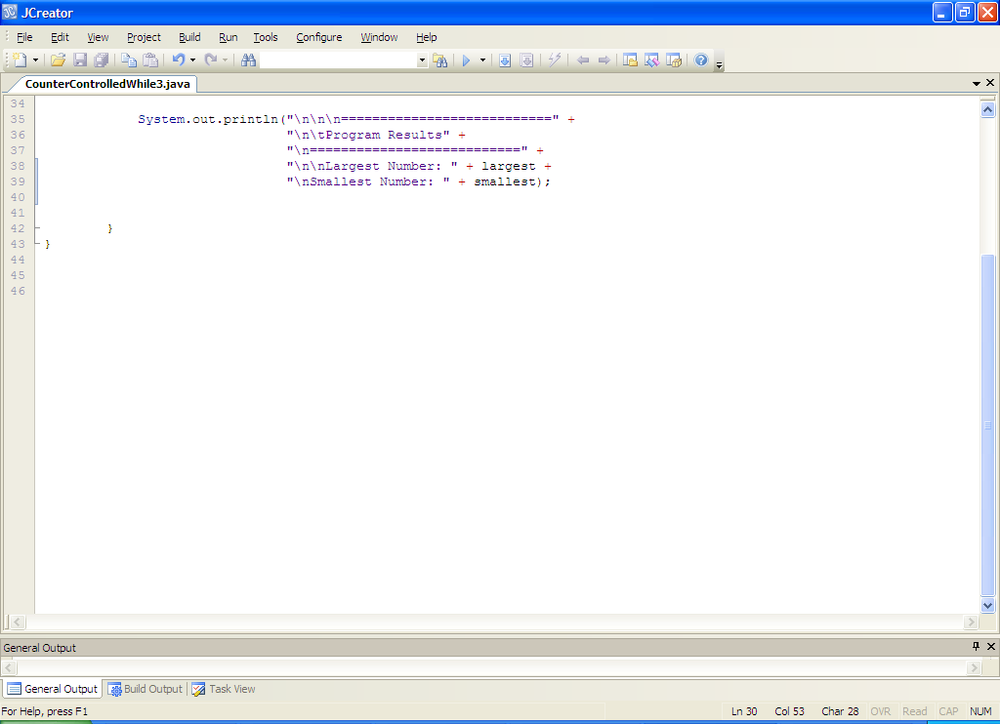 JCreator
File Edit View Project Build Run Tools Configure Window Help
CounterControlledWhile3.java
34
35 System.out.println("\n\n\n===========================" +
36 "\n\tProgram Results" +
37 "\n===========================" +
38 "\n\nLargest Number: " + largest +
39 "\nSmallest Number: " + smallest);
40
41
42 }
43 }
44
45
46
General Output
General Output Build Output Task View
For Help, press F1 Ln 30 Col 53 Char 28 OVR Read CAP NUM